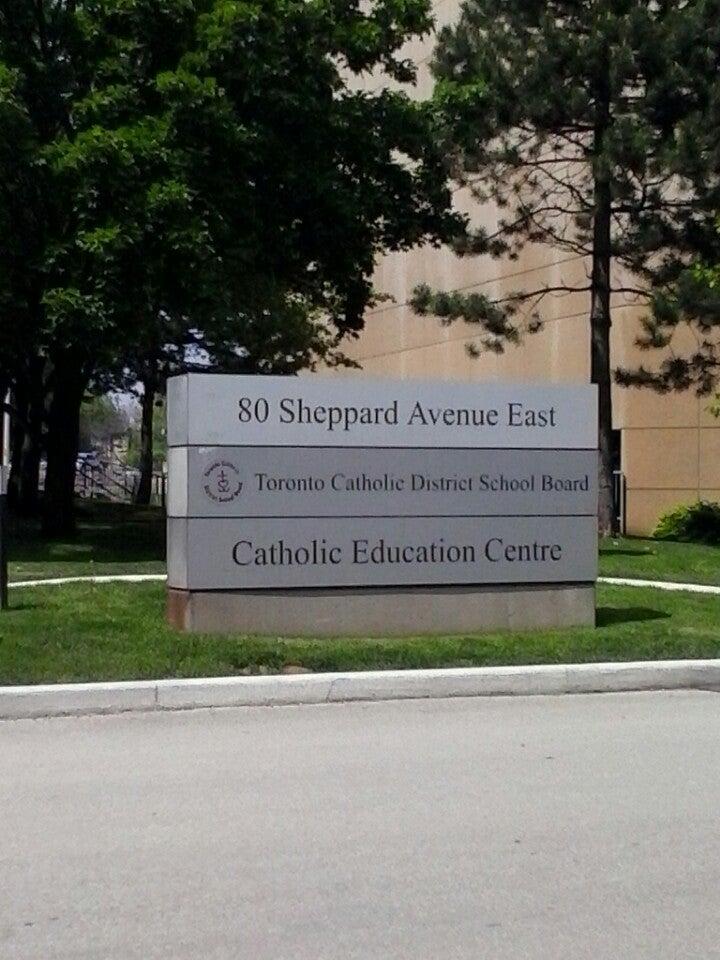 80 Sheppard Avenue East
Toronto Catholic District School Board
Catholic Education Centre